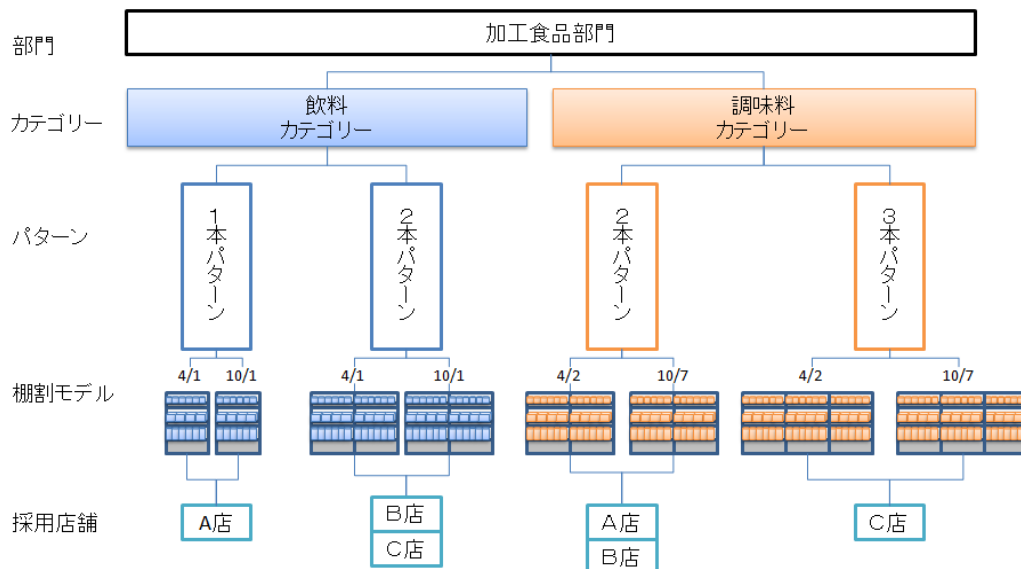 部門
加工食品部門
カテゴリー
飲料
カテゴリー
調味料
カテゴリー
パターン
1本パターン
２本パターン
２本パターン
３本パターン
棚割モデル
4/1
10/1
4/1
10/1
4/2
10/7
4/2
10/7
採用店舗
A店
B店
C店
A店
B店
C店